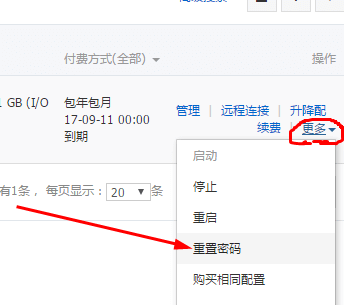 付费方式(全部)
操作
1 GB (I/O
包年包月
17-09-11 00:00
到期
管理 | 远程连接 | 升降配
续费 | 更多
启动
停止
重启
重置密码
购买相同配置
有1条， 每页显示： 20 条